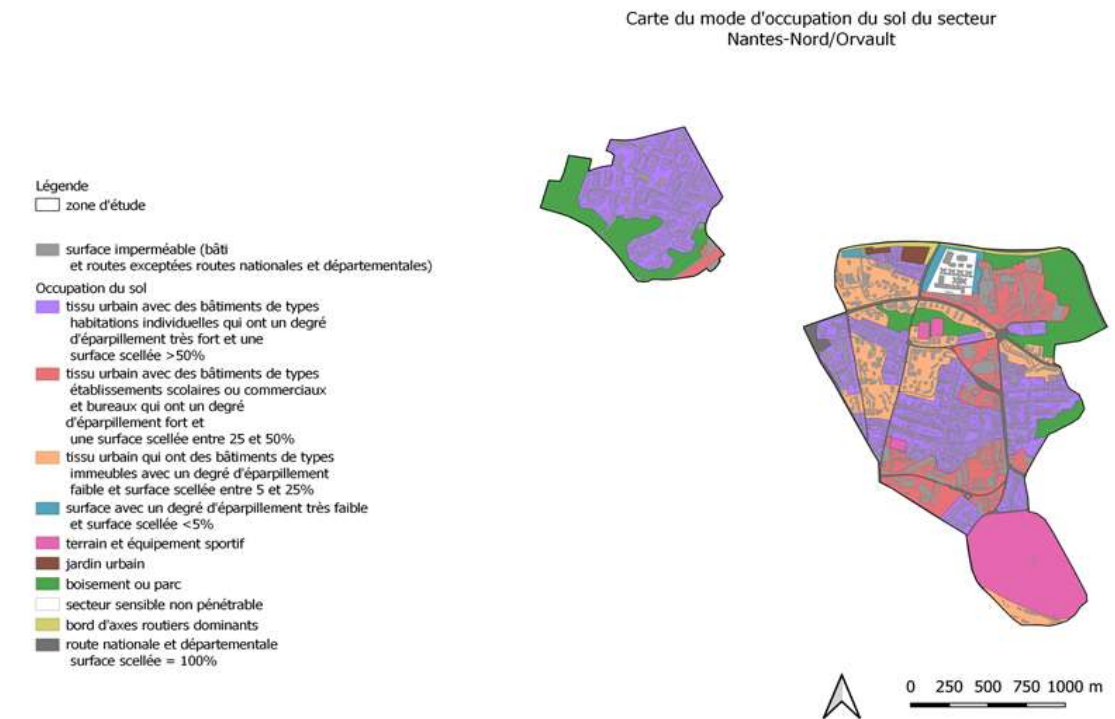 Carte du mode d'occupation du sol du secteur
Nantes-Nord/Orvault
Légende
zone d'étude
surface imperméable (bâti
et routes exceptées routes nationales et départementales)
Occupation du sol
tissu urbain avec des bâtiments de types
habitations individuelles qui ont un degré
d'éparpillement très fort et une
surface scellée >50%
tissu urbain avec des bâtiments de types
établissements scolaires ou commerciaux
et bureaux qui ont un degré
d'éparpillement fort et
une surface scellée entre 25 et 50%
tissu urbain qui ont des bâtiments de types
immeubles avec un degré d'éparpillement
faible et surface scellée entre 5 et 25%
surface avec un degré d'éparpillement très faible
et surface scellée <5%
terrain et équipement sportif
jardin urbain
boisement ou parc
secteur sensible non pénétrable
bord d'axes routiers dominants
route nationale et départementale
surface scellée = 100%
0 250 500 750 1000 m